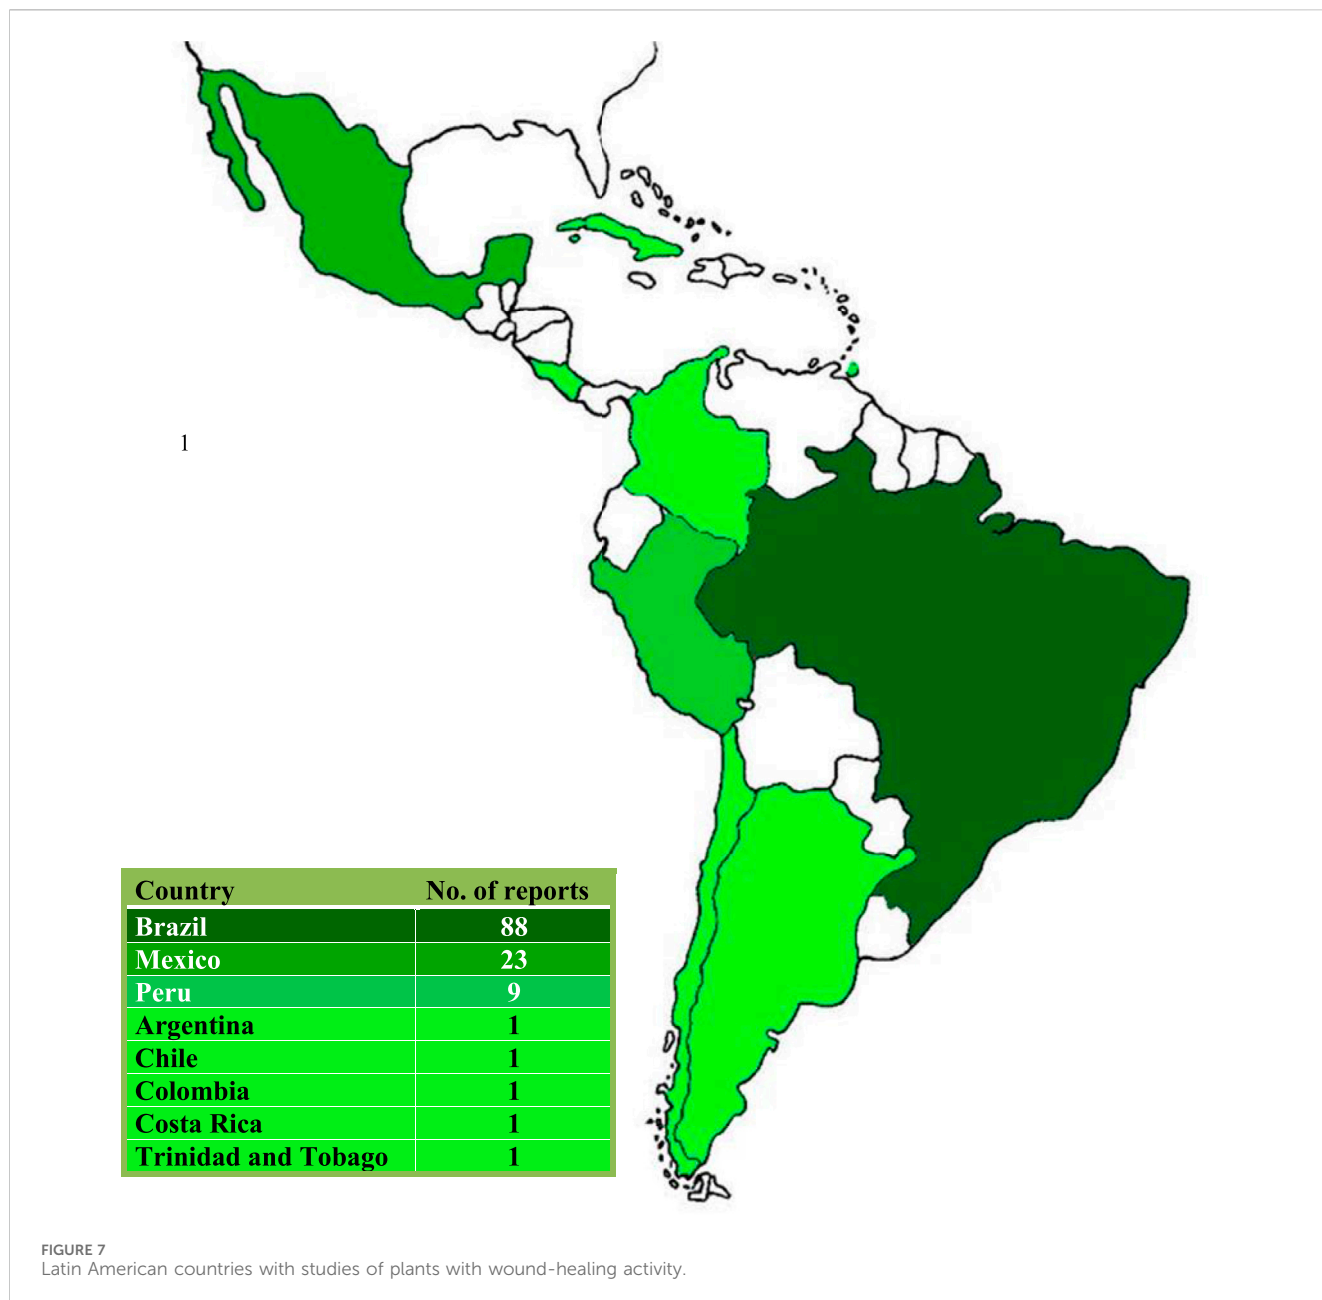 1
Country No. of reports
Brazil 88
Mexico 23
Peru 9
Argentina 1
Chile 1
Colombia 1
Costa Rica 1
Trinidad and Tobago 1
FIGURE 7
Latin American countries with studies of plants with wound-healing activity.